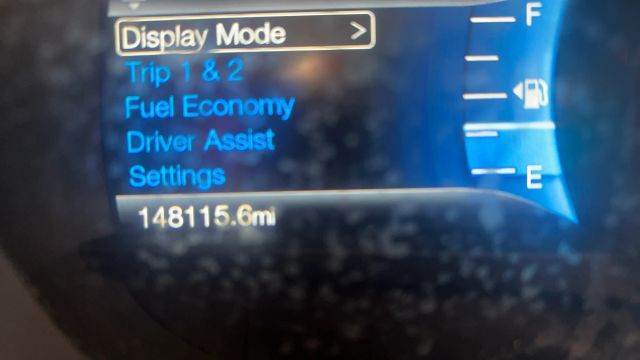 Display Mode >
Trip 1 & 2
Fuel Economy
Driver Assist
Settings
148115.6mi
F
E